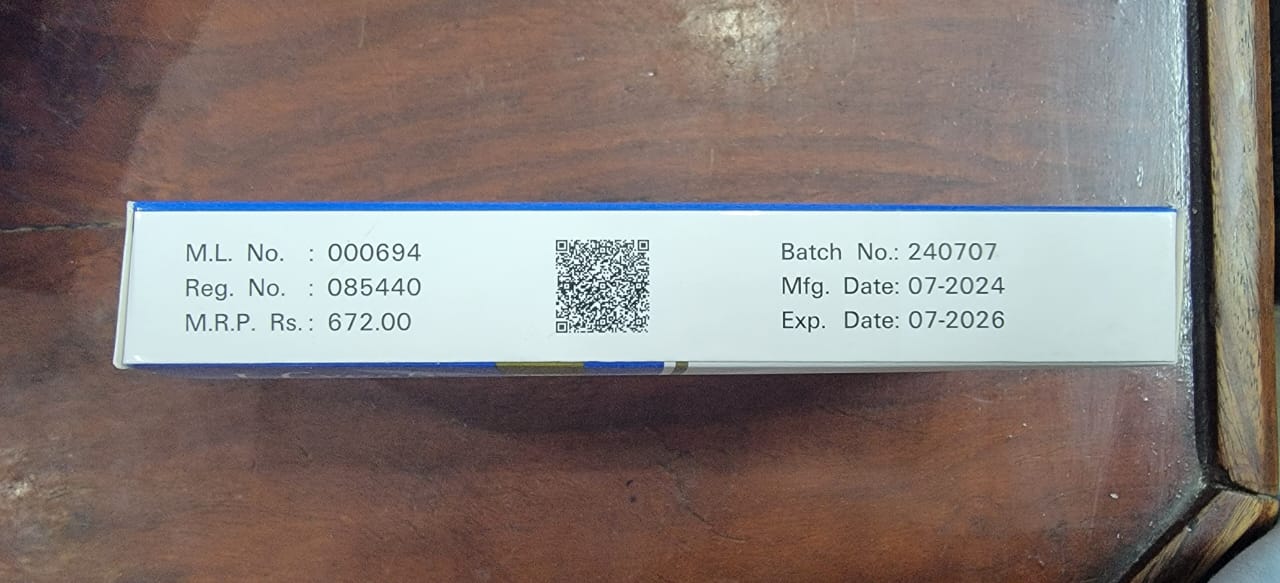 M.L. No. : 000694
Reg. No. : 085440
M.R.P. Rs. : 672.00
Batch No.: 240707
Mfg. Date: 07-2024
Exp. Date: 07-2026